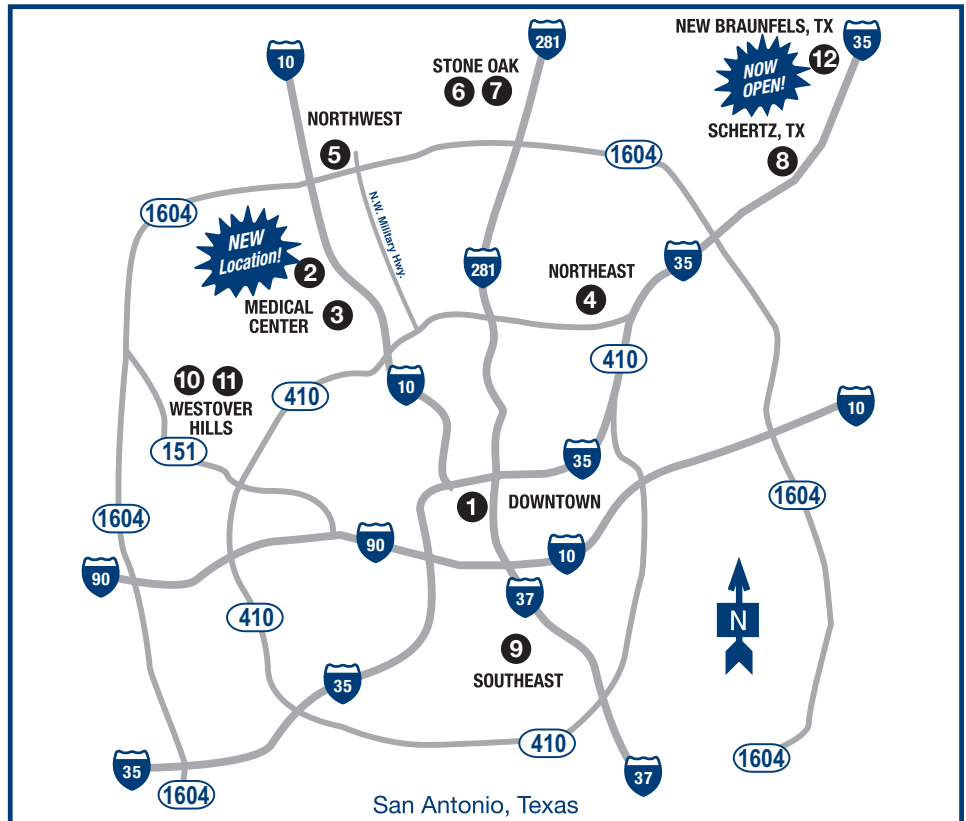 NEW BRAUNFELS, TX
12
35
10
281
STONE OAK
6 7
NOW
OPEN!
NORTHWEST
5
SCHERTZ, TX
8
1604
1604
N.W. Military Hwy.
NEW
Location!
2
281
35
NORTHEAST
4
MEDICAL
CENTER
3
410
10 11
WESTOVER
HILLS
410
10
10
151
35
1604
1
DOWNTOWN
1604
90
90
10
37
410
N
9
SOUTHEAST
35
410
35
37
1604
1604
San Antonio, Texas